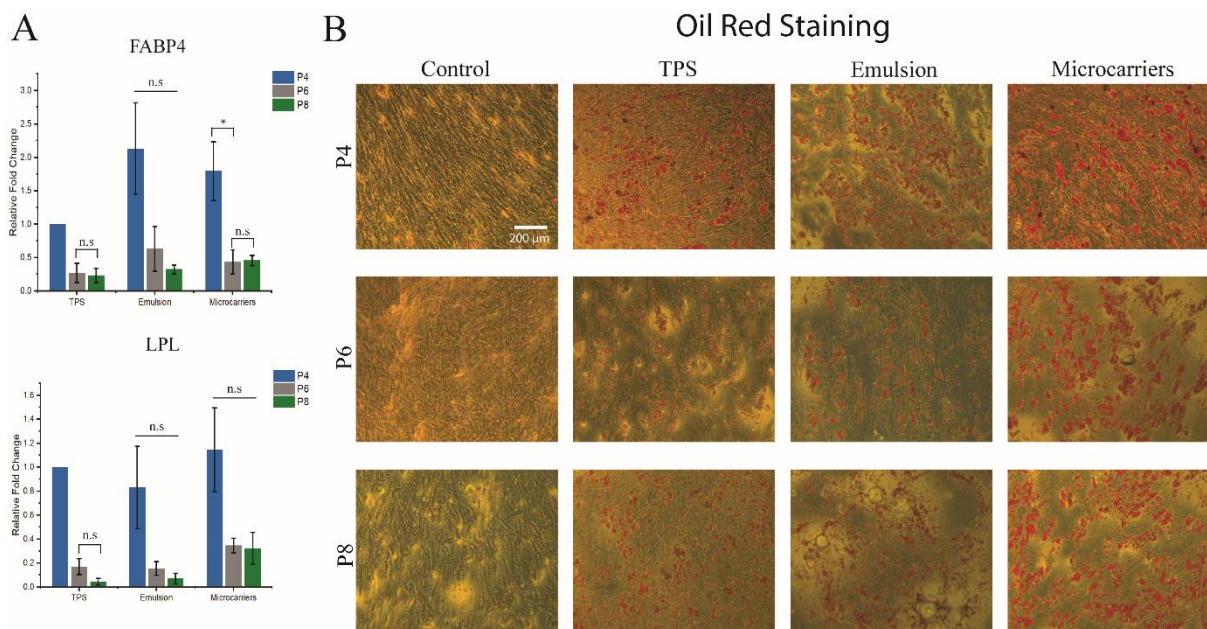 A
FABP4
P4
P6
P8
Relative Fold Change
3.0
2.5
2.0
1.5
1.0
0.5
0.0
n.s
n.s
*
n.s
TPS
Emulsion
Microcarriers
LPL
P4
P6
P8
Relative Fold Change
1.6
1.4
1.2
1.0
0.8
0.6
0.4
0.2
0.0
n.s
n.s
n.s
TPS
Emulsion
Microcarriers
B
Oil Red Staining
Control TPS Emulsion Microcarriers
P4
200 µm
P6
P8